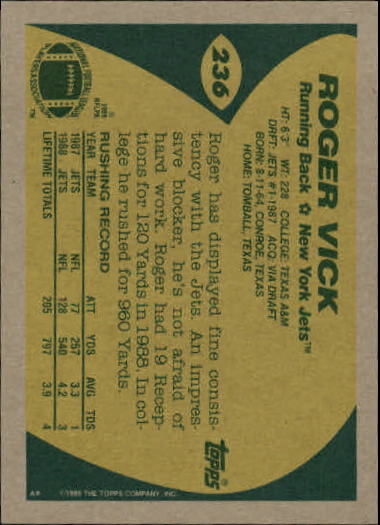 236
ROGER VICK
Running Back ☆ New York Jets™
HT: 6'3" WT: 228 COLLEGE: TEXAS A&M
DRFT: JETS #1-1987 ACQ: VIA DRAFT
BORN: 8-11-64, CONROE, TEXAS
HOME: TOMBALL, TEXAS
Roger has displayed fine consis-
tency with the Jets. An impres-
sive blocker, he's not afraid of
hard work. Roger had 19 Recep-
tions for 120 Yards in 1988. In col-
lege he rushed for 960 Yards.
topps
RUSHING RECORD
YEAR TEAM ATT YDS AVG TDS
1987 JETS NFL 77 257 3.3 1
1988 JETS NFL 128 540 4.2 3
LIFETIME TOTALS 205 797 3.9 4
1989
NFLPA
A# ©1989 THE TOPPS COMPANY, INC.